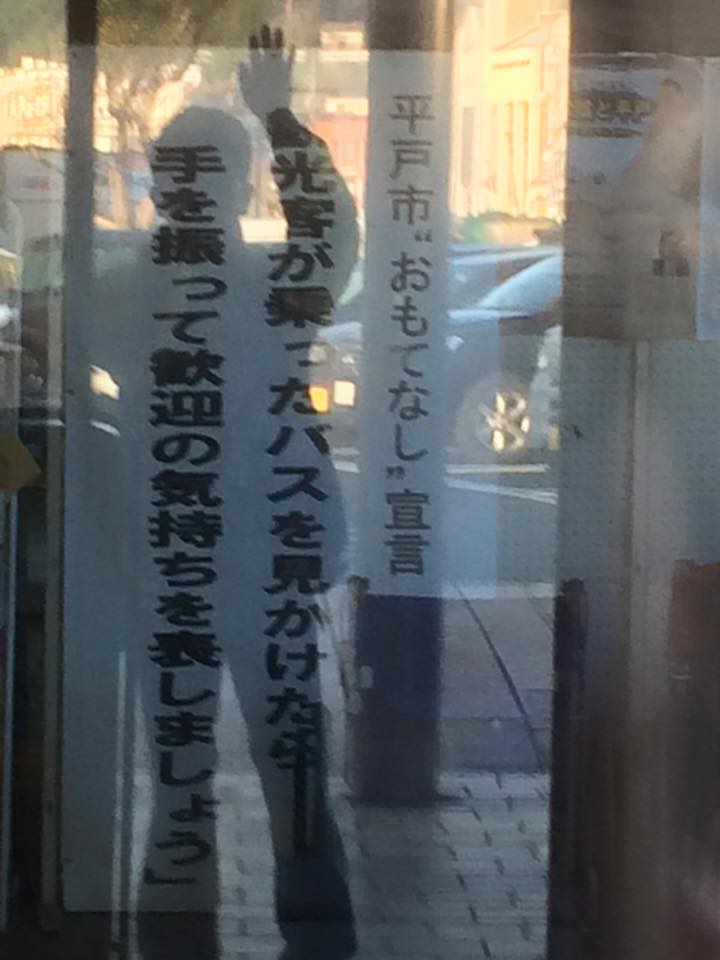 平戸市“おもてなし”宣言
観光客が乗ったバスを見かけたら
手を振って歓迎の気持ちを表しましょう」